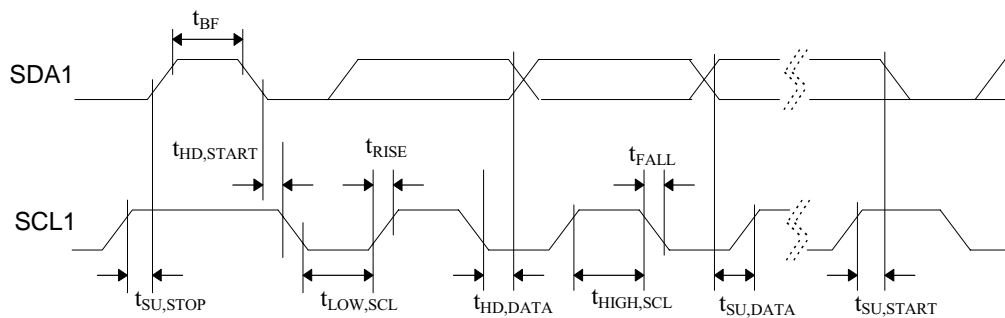 tBF
SDA1
tHD,START
tRISE
tFALL
SCL1
tSU,STOP
tLOW,SCL
tHD,DATA
tHIGH,SCL
tSU,DATA
tSU,START